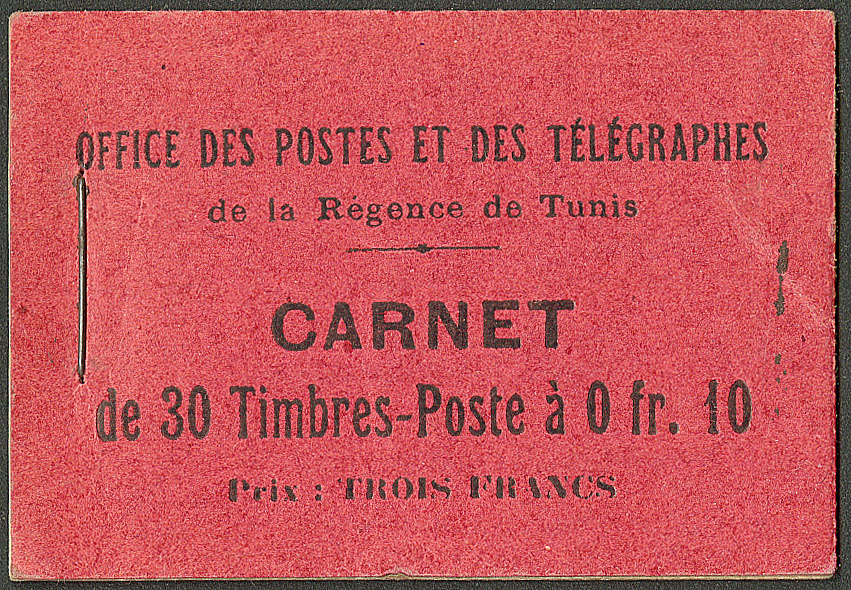 OFFICE DES POSTES ET DES TÉLÉGRAPHES
de la Régence de Tunis
CARNET
de 30 Timbres-Poste à 0 fr. 10
Prix : TROIS FRANCS